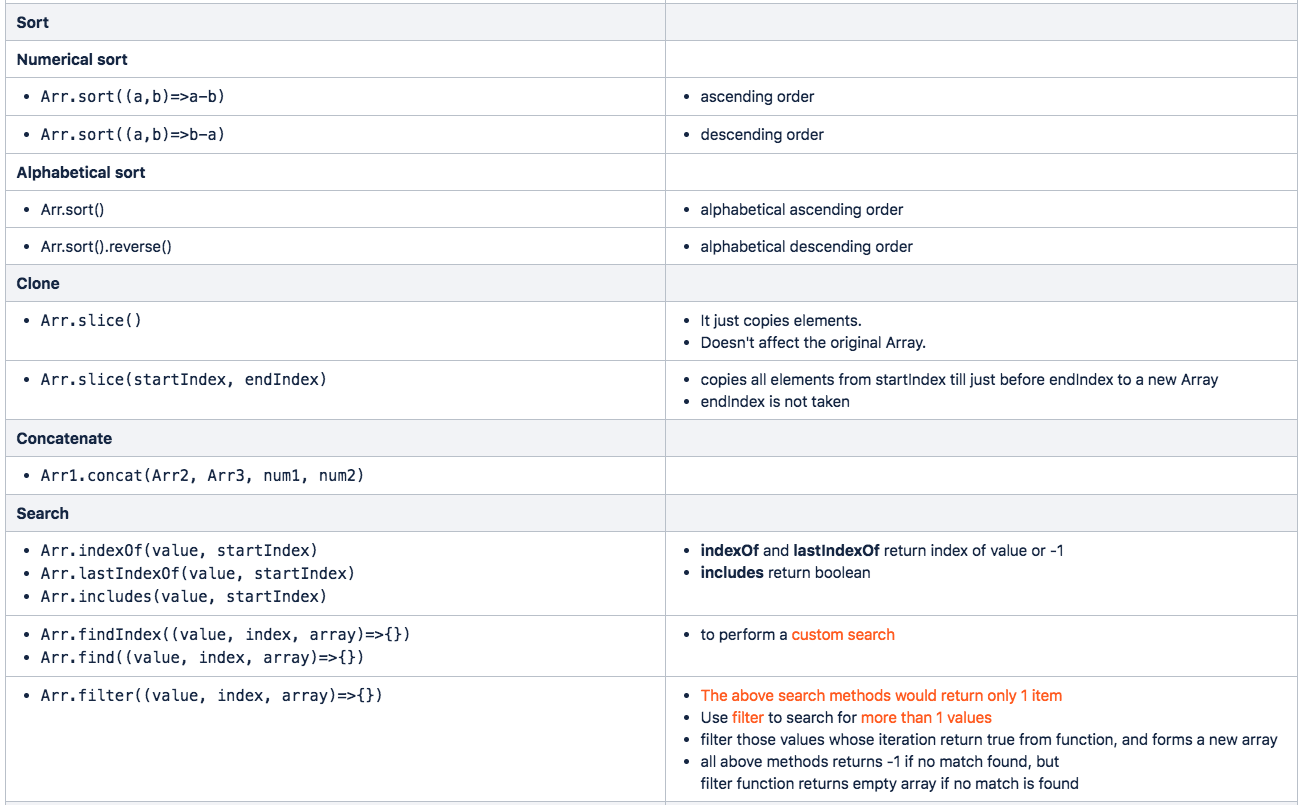 Sort
Numerical sort
• Arr.sort((a,b)=>a-b)
• ascending order
• Arr.sort((a,b)=>b-a)
• descending order
Alphabetical sort
• Arr.sort()
• alphabetical ascending order
• Arr.sort().reverse()
• alphabetical descending order
Clone
• Arr.slice()
• It just copies elements.
• Doesn't affect the original Array.
• Arr.slice(startIndex, endIndex)
• copies all elements from startIndex till just before endIndex to a new Array
• endIndex is not taken
Concatenate
• Arr1.concat(Arr2, Arr3, num1, num2)
Search
• Arr.indexOf(value, startIndex)
• Arr.lastIndexOf(value, startIndex)
• Arr.includes(value, startIndex)
• indexOf and lastIndexOf return index of value or -1
• includes return boolean
• Arr.findIndex((value, index, array)=>{})
• Arr.find((value, index, array)=>{})
• to perform a custom search
• Arr.filter((value, index, array)=>{})
• The above search methods would return only 1 item
• Use filter to search for more than 1 values
• filter those values whose iteration return true from function, and forms a new array
• all above methods returns -1 if no match found, but
filter function returns empty array if no match is found